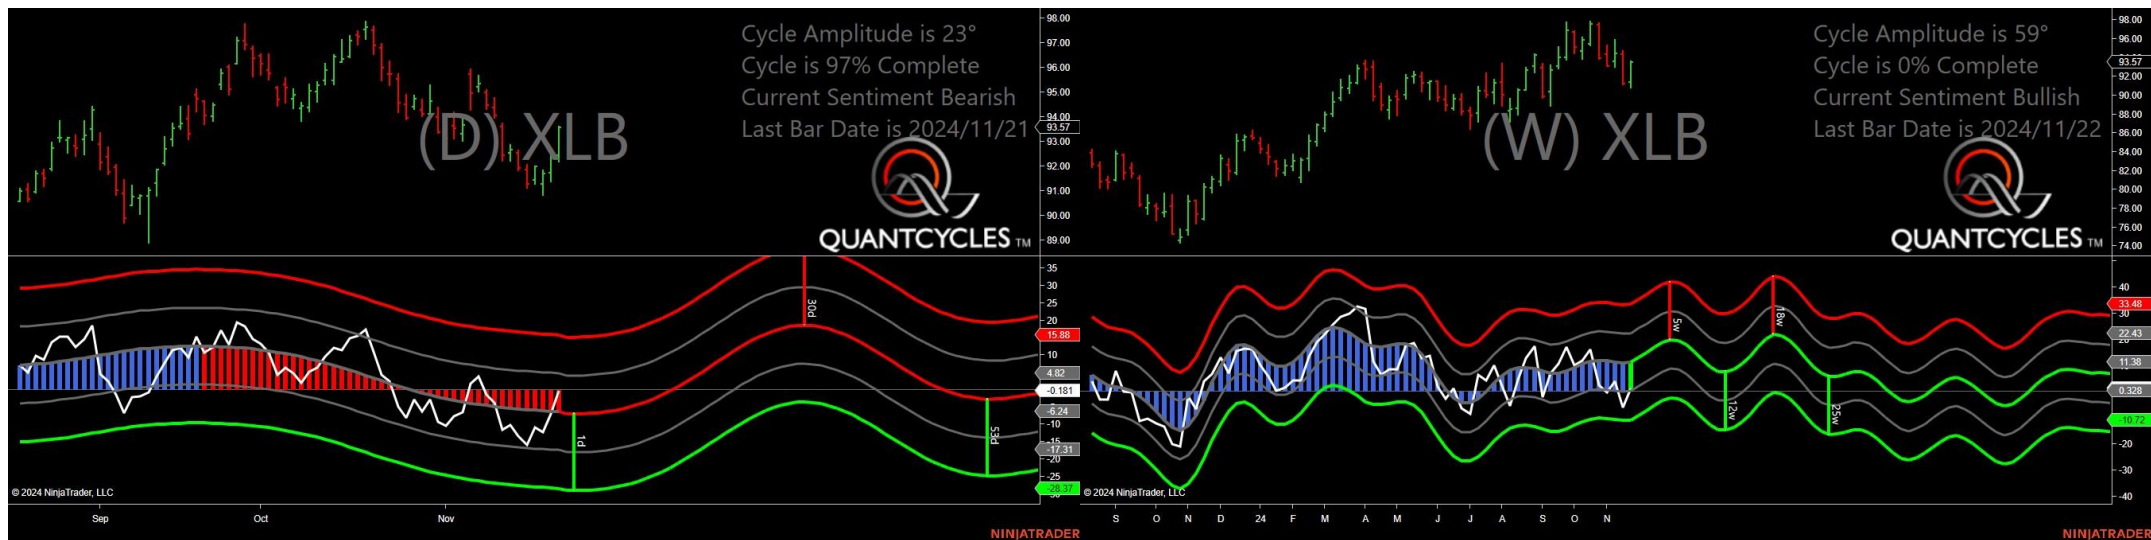 Cycle Amplitude is 23°
Cycle is 97% Complete
Current Sentiment Bearish
Last Bar Date is 2024/11/21
(D) XLB
QUANTCYCLES TM
98.00
97.00
96.00
95.00
94.00
93.57
93.00
92.00
91.00
90.00
89.00
35
30
25
20
15.88
10
4.82
-0.181
-6.24
-10
-15
-17.31
-20
-25
-28.37
1d
30d
53d
© 2024 NinjaTrader, LLC
Sep
Oct
Nov
NINJATRADER
Cycle Amplitude is 59°
Cycle is 0% Complete
Current Sentiment Bullish
Last Bar Date is 2024/11/22
(W) XLB
QUANTCYCLES TM
98.00
96.00
93.57
92.00
90.00
88.00
86.00
84.00
82.00
80.00
78.00
76.00
74.00
40
33.48
30
22.43
20
11.38
0.328
-10.72
-20
-30
-40
5w
12w
18w
25w
© 2024 NinjaTrader, LLC
S O N D 24 F M A M J J A S O N
NINJATRADER